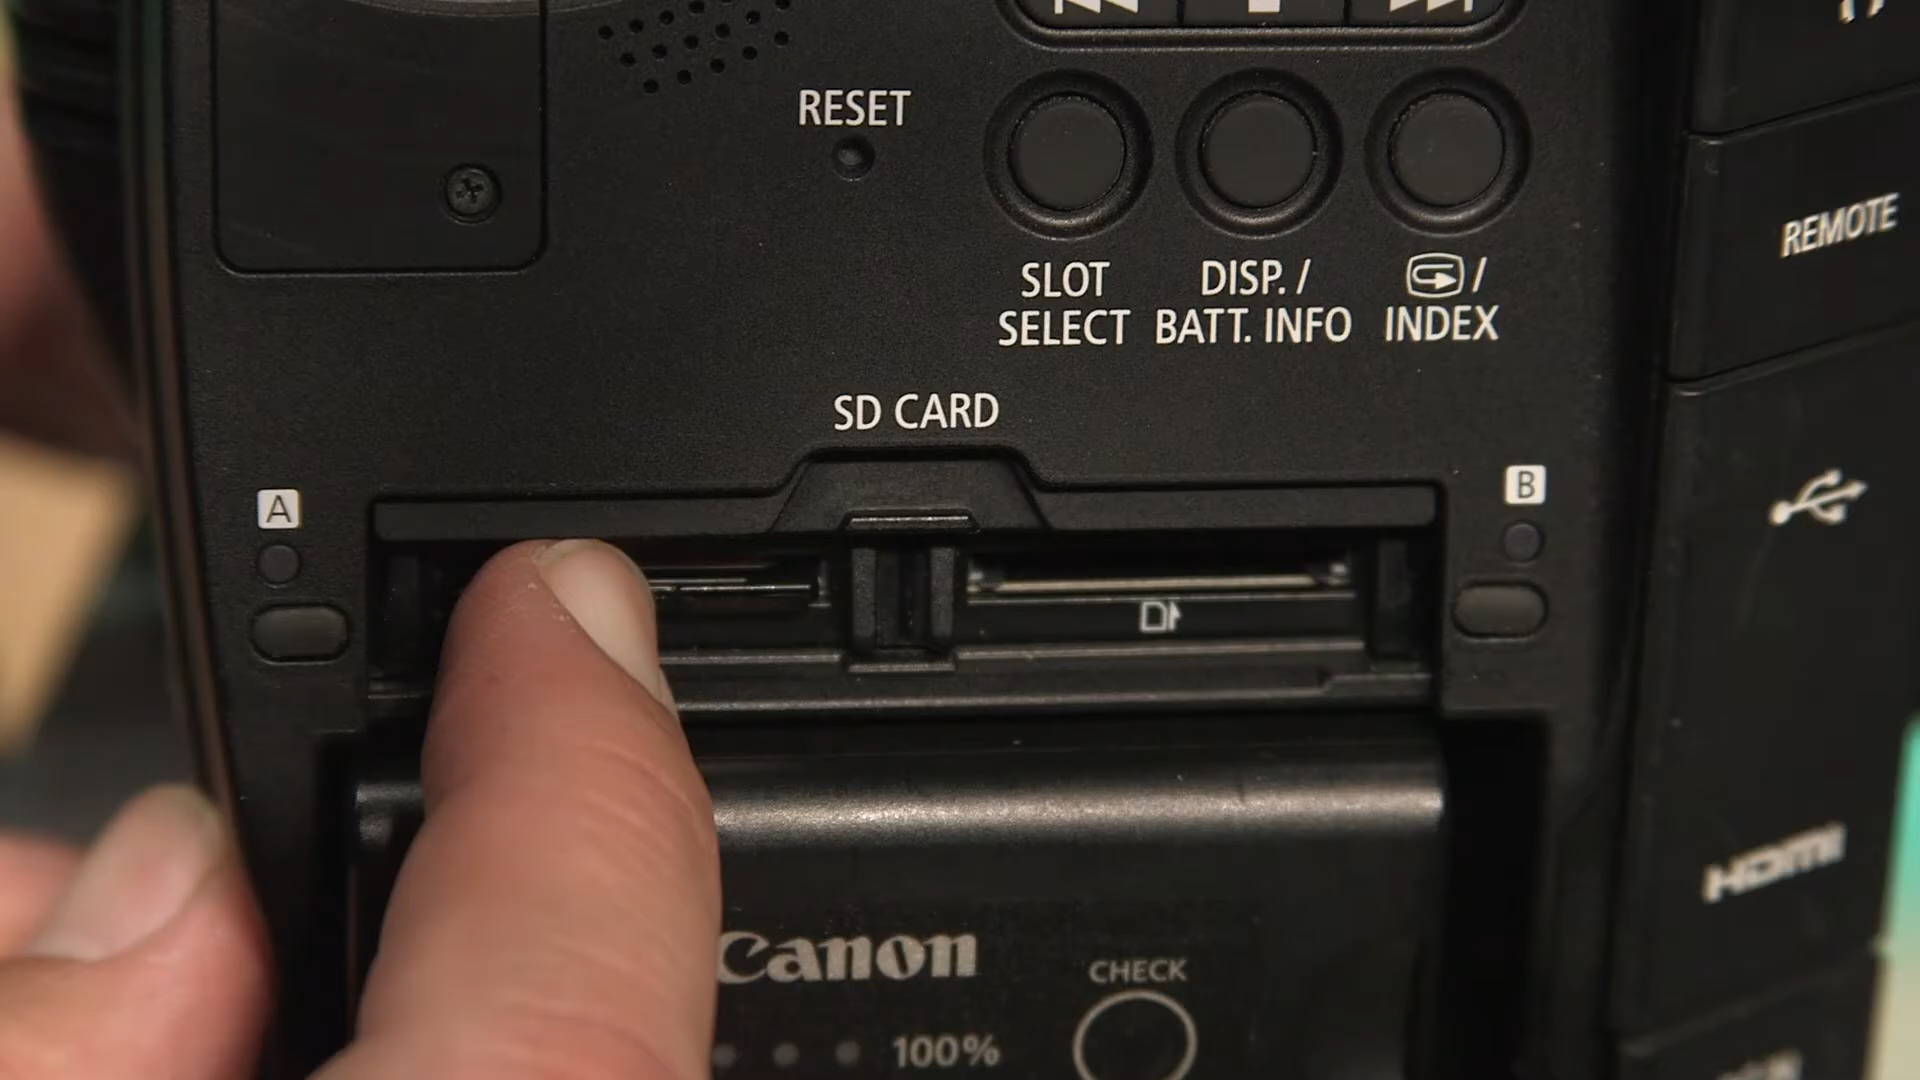 RESET
SLOT
SELECT
DISP. /
BATT. INFO
/
INDEX
REMOTE
SD CARD
A
B
HDMI
Canon
CHECK
100%